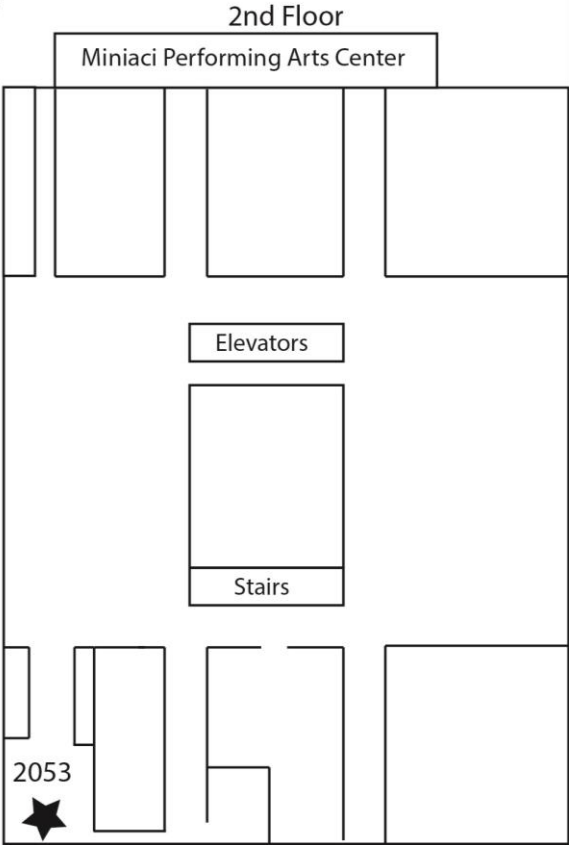 2nd Floor
Miniaci Performing Arts Center
Elevators
Stairs
2053